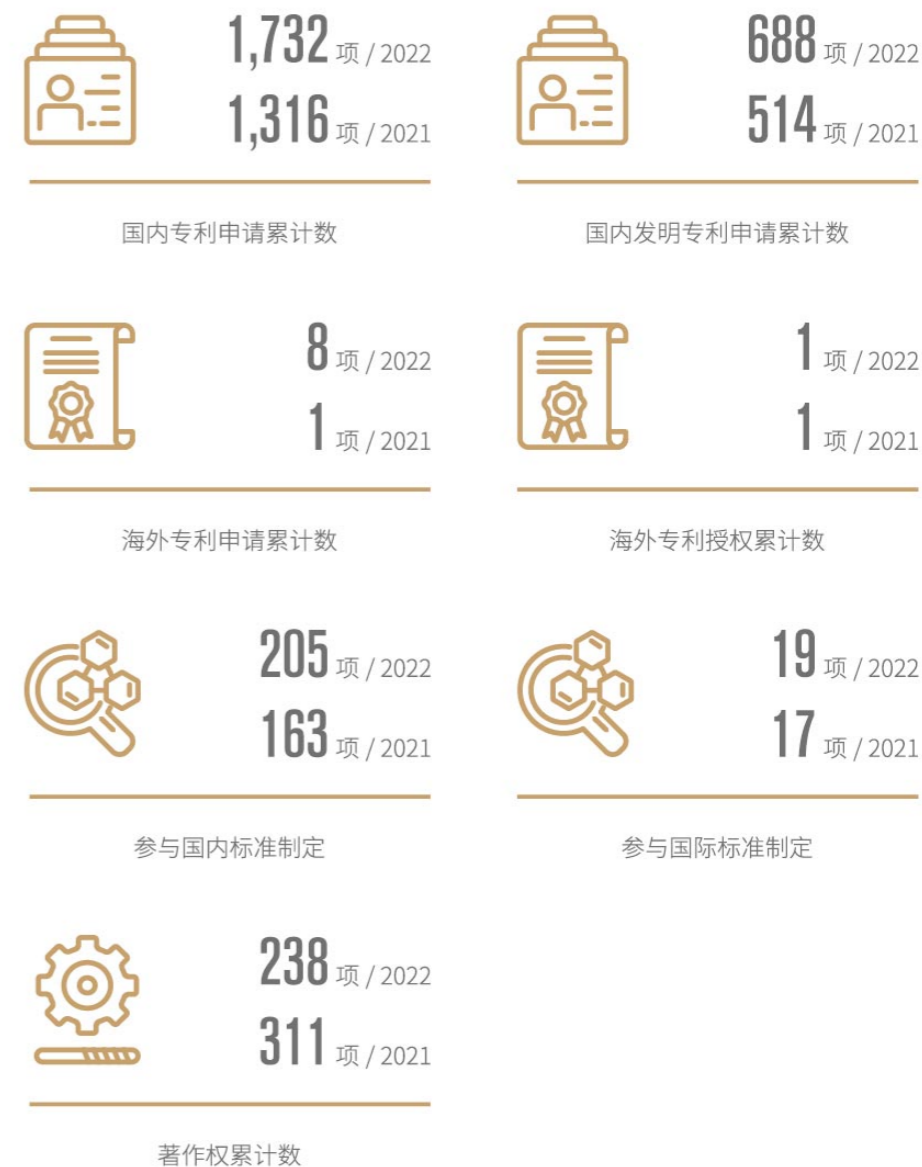 1,732 项 / 2022
1,316 项 / 2021
国内专利申请累计数
688 项 / 2022
514 项 / 2021
国内发明专利申请累计数
8 项 / 2022
1 项 / 2021
海外专利申请累计数
1 项 / 2022
1 项 / 2021
海外专利授权累计数
205 项 / 2022
163 项 / 2021
参与国内标准制定
19 项 / 2022
17 项 / 2021
参与国际标准制定
238 项 / 2022
311 项 / 2021
著作权累计数